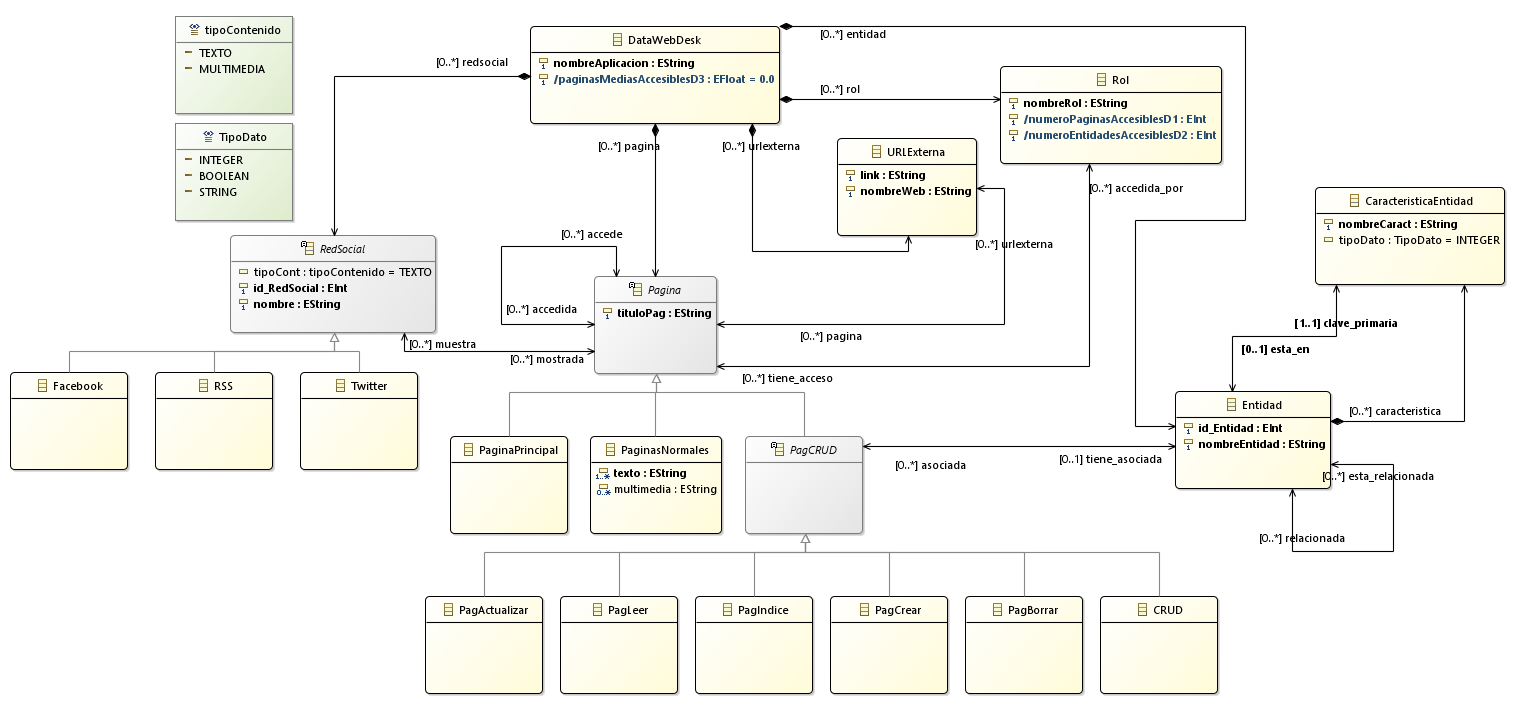 tipoContenido
TEXTO
MULTIMEDIA
TipoDato
INTEGER
BOOLEAN
STRING
DataWebDesk
nombreAplicacion : EString
/paginasMediasAccesiblesD3 : EFloat = 0.0
[0..*] entidad
[0..*] redsocial
[0..*] rol
[0..*] pagina
[0..*] urlexterna
Rol
nombreRol : EString
/numeroPaginasAccesiblesD1 : EInt
/numeroEntidadesAccesiblesD2 : EInt
URLExterna
link : EString
nombreWeb : EString
[0..*] accedida_por
[0..*] urlexterna
CaracteristicaEntidad
nombreCaract : EString
tipoDato : TipoDato = INTEGER
RedSocial
tipoCont : tipoContenido = TEXTO
id_RedSocial : EInt
nombre : EString
[0..*] accede
[0..*] accedida
Pagina
tituloPag : EString
[0..*] muestra
[0..*] mostrada
[0..*] pagina
[0..*] tiene_acceso
[1..1] clave_primaria
[0..1] esta_en
Facebook
RSS
Twitter
Entidad
id_Entidad : EInt
nombreEntidad : EString
[0..*] caracteristica
PaginaPrincipal
PaginasNormales
texto : EString
multimedia : EString
PagCRUD
[0..*] asociada
[0..1] tiene_asociada
[0..*] esta_relacionada
[0..*] relacionada
PagActualizar
PagLeer
PagIndice
PagCrear
PagBorrar
CRUD